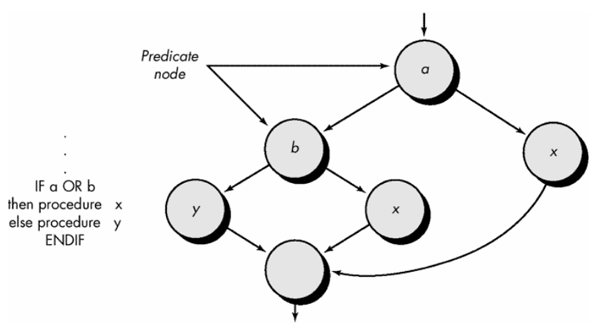 Predicate
node
a
b
x
y
x
.
.
.
IF a OR b
then procedure x
else procedure y
ENDIF